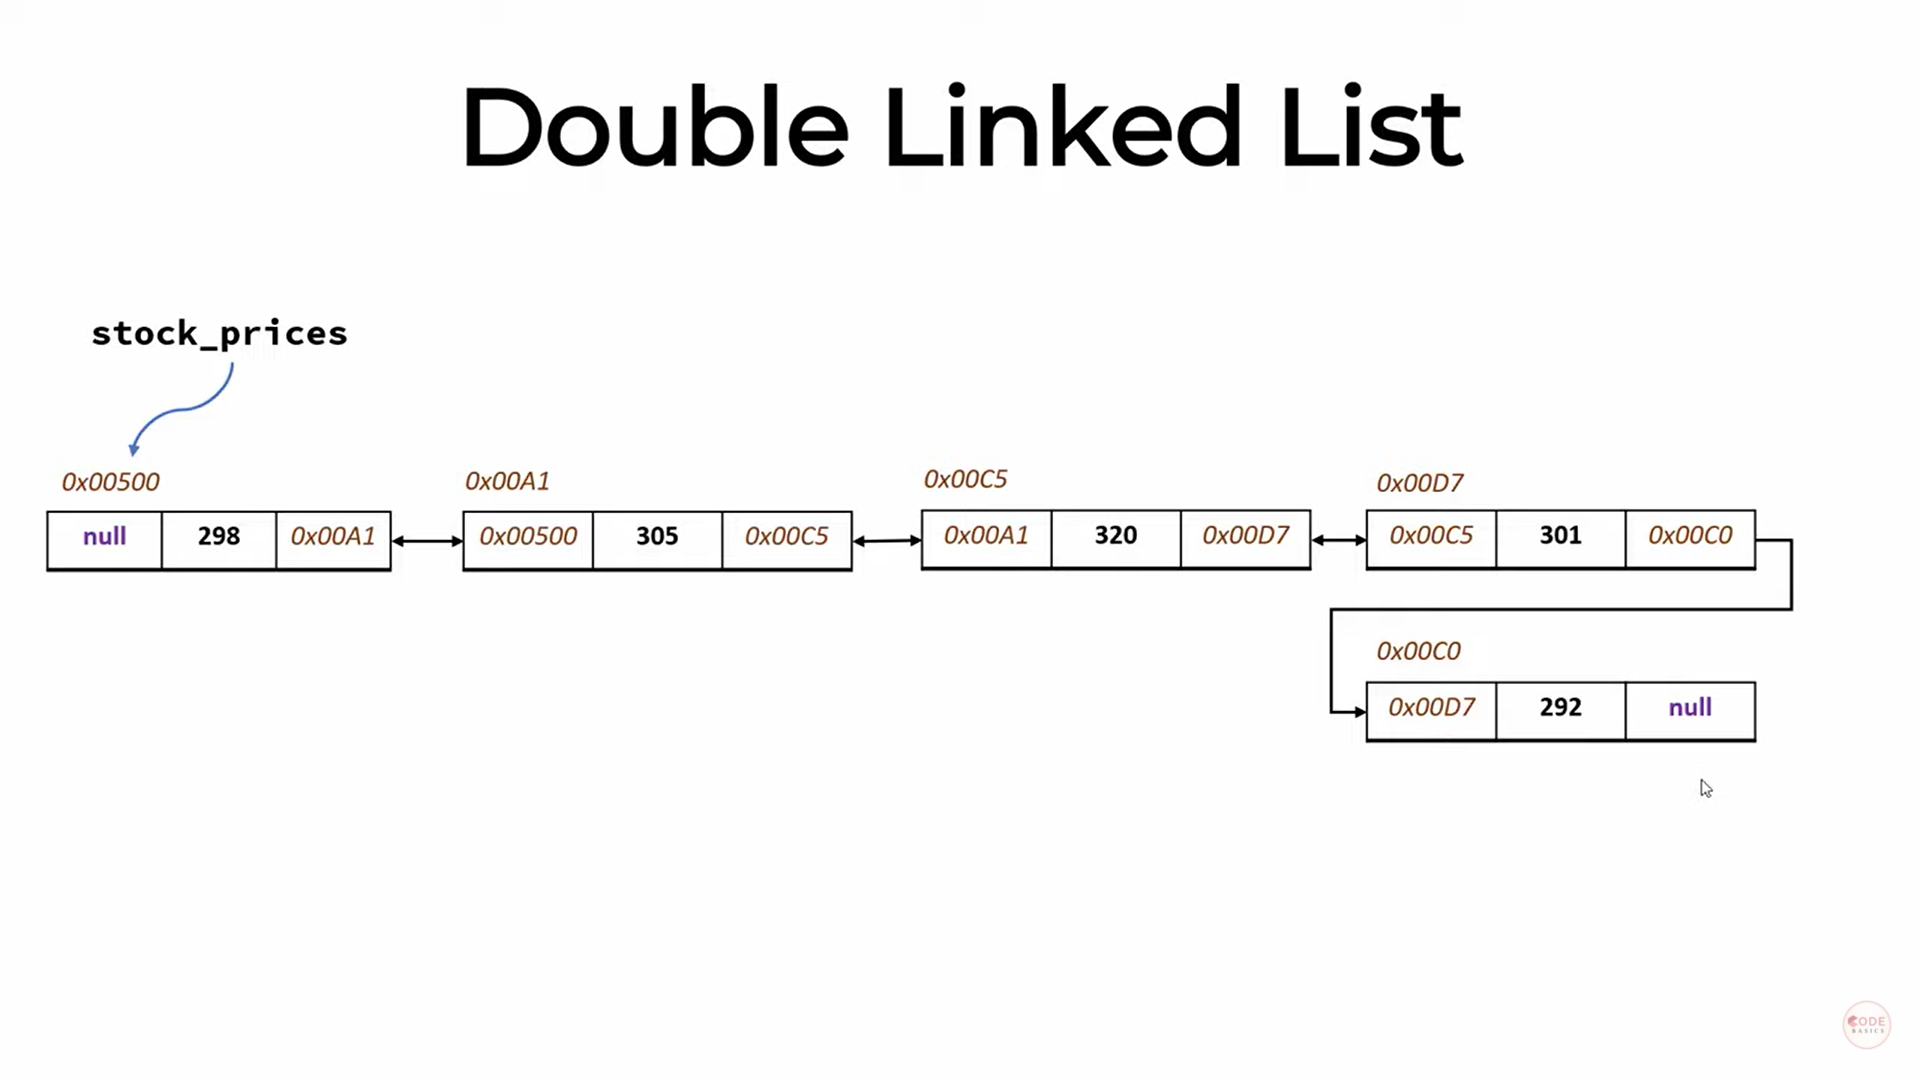 Double Linked List
stock_prices
0x00500
0x00A1
0x00C5
0x00D7
null 298 0x00A1
0x00500 305 0x00C5
0x00A1 320 0x00D7
0x00C5 301 0x00C0
0x00C0
0x00D7 292 null
CODE
BASICS